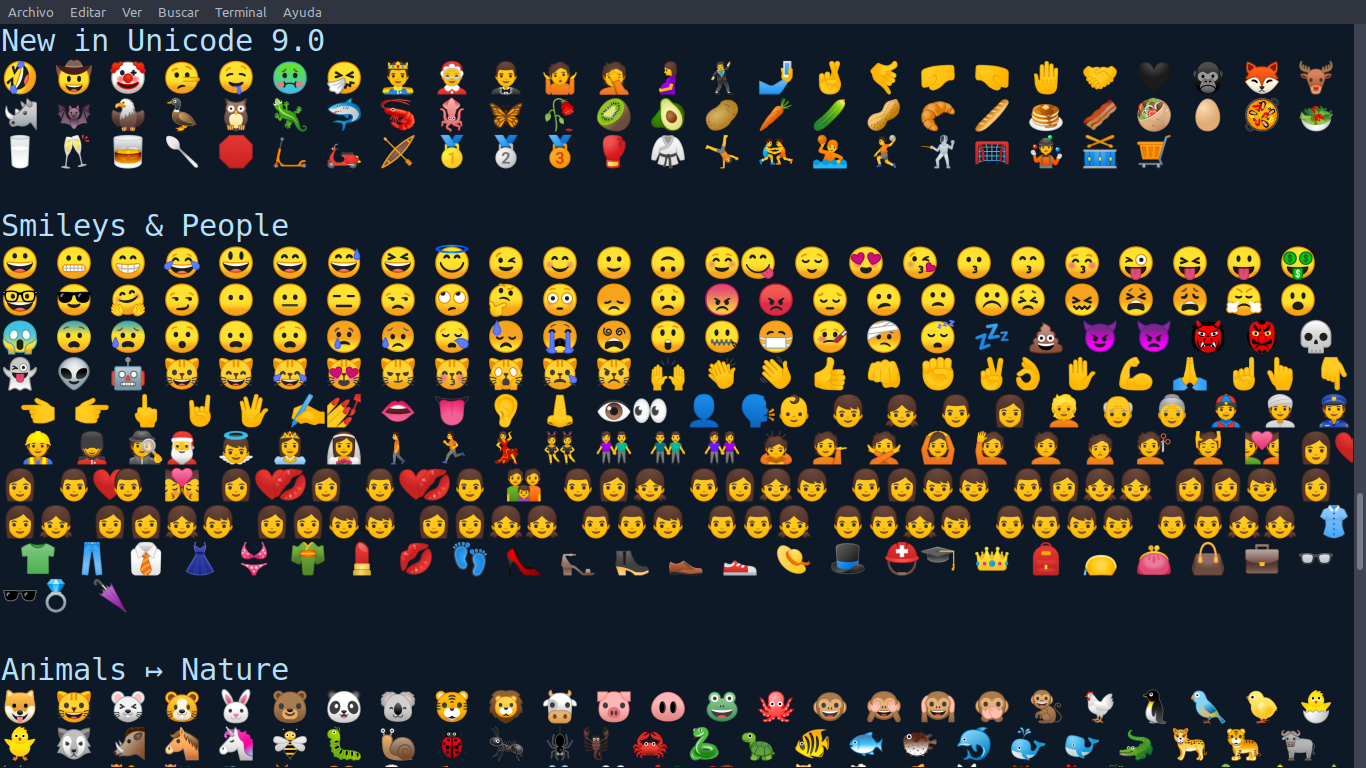 Archivo Editar Ver Buscar Terminal Ayuda
New in Unicode 9.0
Smileys & People
Animals ↦ Nature